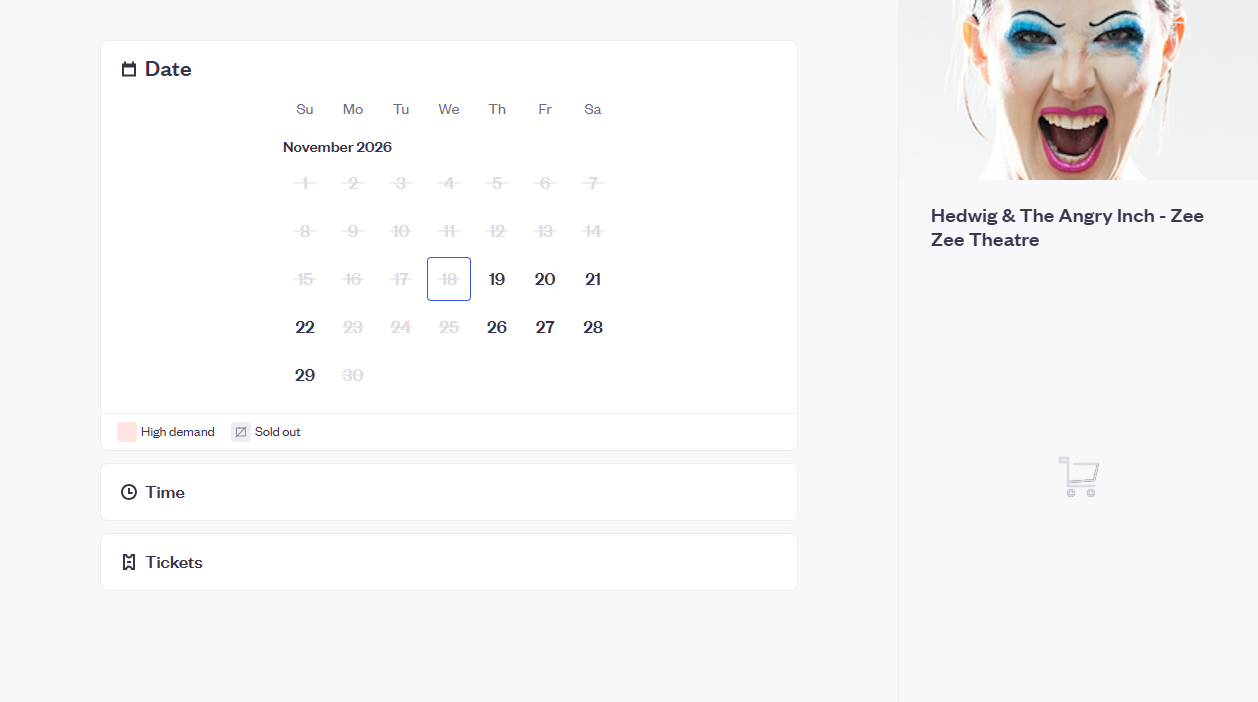 Date
Su Mo Tu We Th Fr Sa
November 2026
1 2 3 4 5 6 7
8 9 10 11 12 13 14
15 16 17 18 19 20 21
22 23 24 25 26 27 28
29 30
High demand Sold out
Time
Tickets
Hedwig & The Angry Inch - Zee
Zee Theatre